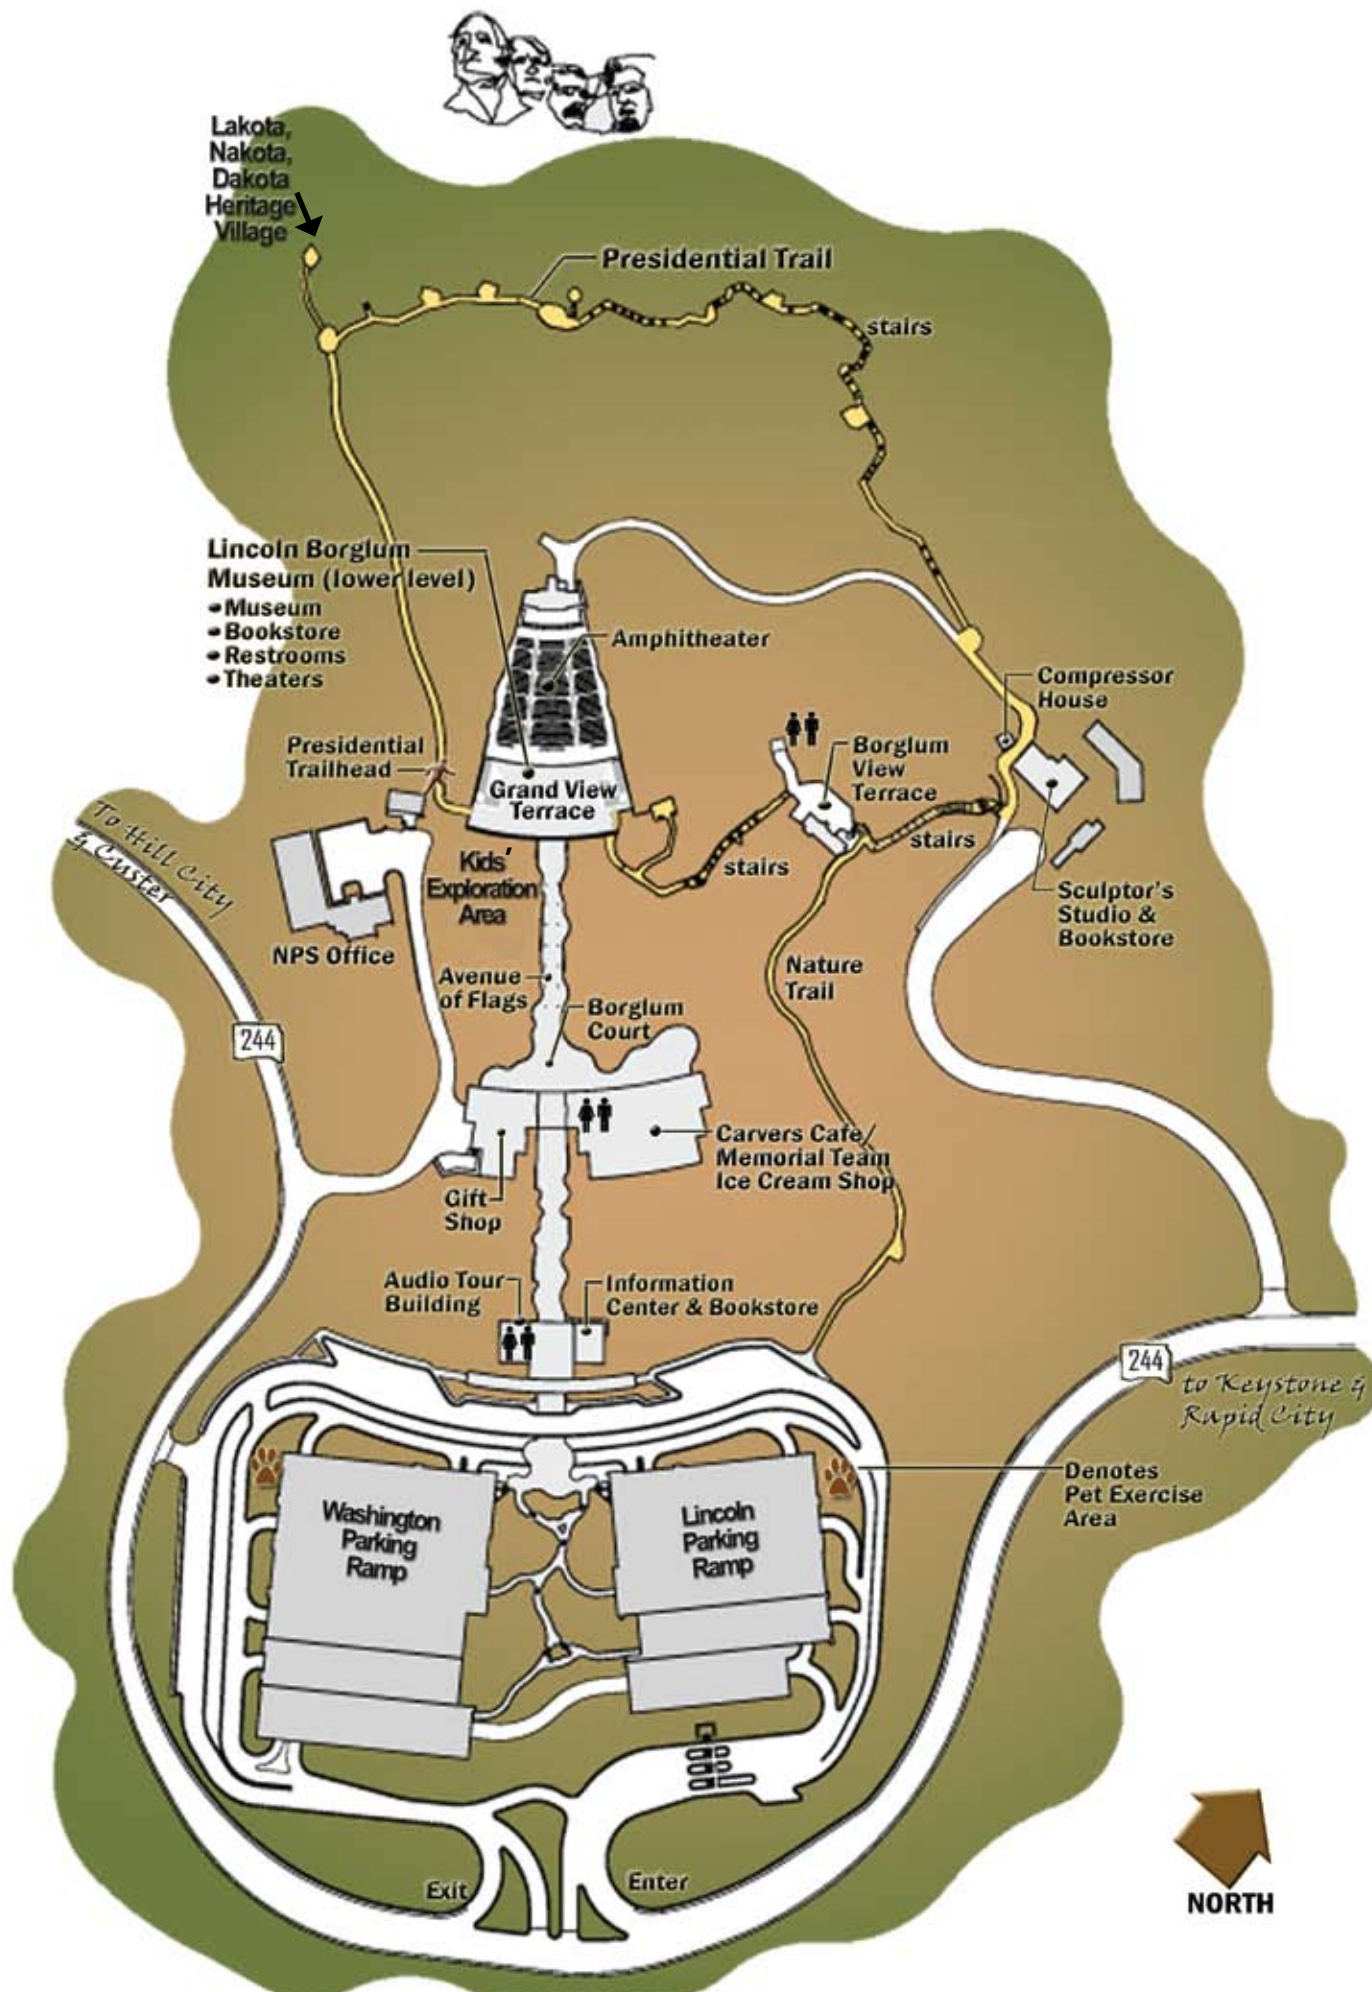 Lakota,
Nakota,
Dakota
Heritage
Village
Presidential Trail
stairs
Lincoln Borglum
Museum (lower level)
Museum
Bookstore
Restrooms
Theaters
Amphitheater
Compressor
House
Presidential
Trailhead
Grand View
Terrace
Borglum
View
Terrace
To Hill City
& Custer
Kids'
Exploration
Area
stairs
stairs
Sculptor's
Studio &
Bookstore
NPS Office
Avenue
of Flags
Nature
Trail
Borglum
Court
244
Carvers Cafe/
Memorial Team
Ice Cream Shop
Gift
Shop
Audio Tour
Building
Information
Center & Bookstore
244
to Keystone &
Rapid City
Denotes
Pet Exercise
Area
Washington
Parking
Ramp
Lincoln
Parking
Ramp
Exit
Enter
NORTH